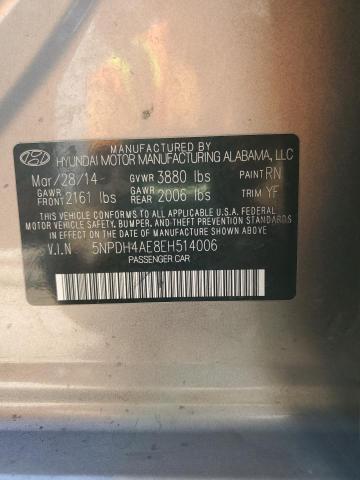 MANUFACTURED BY
HYUNDAI MOTOR MANUFACTURING ALABAMA, LLC
Mar/28/14 GVWR 3880 lbs PAINT RN
GAWR FRONT 2161 lbs GAWR REAR 2006 lbs TRIM YF
THIS VEHICLE CONFORMS TO ALL APPLICABLE U.S.A. FEDERAL
MOTOR VEHICLE SAFETY, BUMPER, AND THEFT PREVENTION
STANDARDS IN EFFECT ON THE DATE OF MANUFACTURE SHOWN ABOVE.
V.I.N 5NPDH4AE8EH514006
PASSENGER CAR